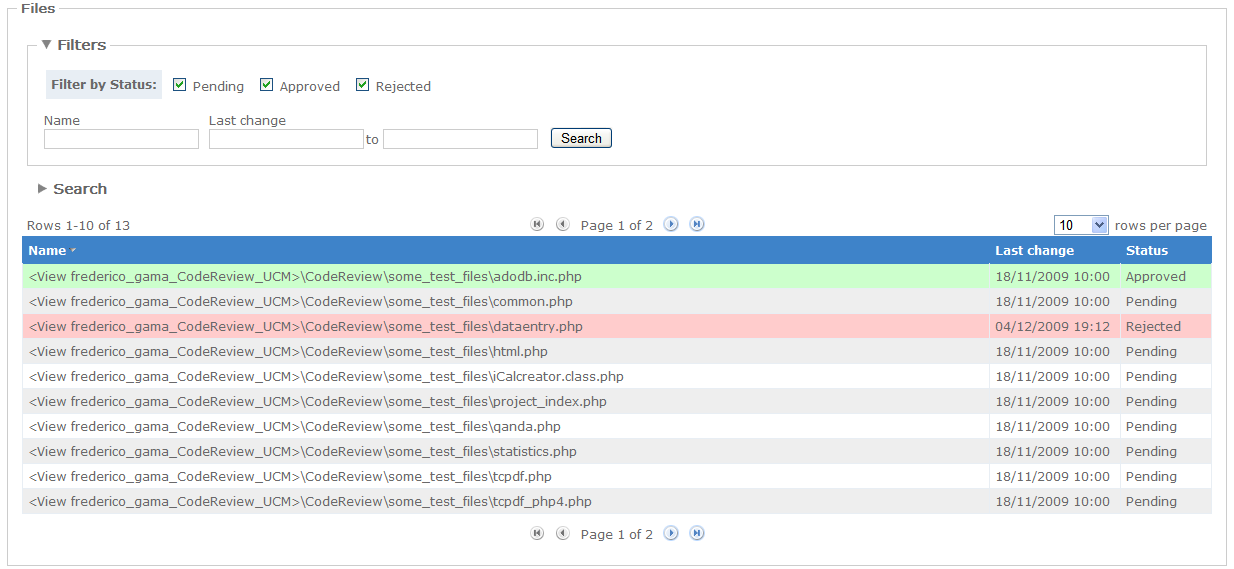 Files
Filters
Filter by Status: Pending Approved Rejected
Name Last change
to Search
Search
Rows 1-10 of 13 Page 1 of 2 10 rows per page
Name Last change Status
<View frederico_gama_CodeReview_UCM>\CodeReview\some_test_files\adodb.inc.php 18/11/2009 10:00 Approved
<View frederico_gama_CodeReview_UCM>\CodeReview\some_test_files\common.php 18/11/2009 10:00 Pending
<View frederico_gama_CodeReview_UCM>\CodeReview\some_test_files\dataentry.php 04/12/2009 19:12 Rejected
<View frederico_gama_CodeReview_UCM>\CodeReview\some_test_files\html.php 18/11/2009 10:00 Pending
<View frederico_gama_CodeReview_UCM>\CodeReview\some_test_files\iCalcreator.class.php 18/11/2009 10:00 Pending
<View frederico_gama_CodeReview_UCM>\CodeReview\some_test_files\project_index.php 18/11/2009 10:00 Pending
<View frederico_gama_CodeReview_UCM>\CodeReview\some_test_files\qanda.php 18/11/2009 10:00 Pending
<View frederico_gama_CodeReview_UCM>\CodeReview\some_test_files\statistics.php 18/11/2009 10:00 Pending
<View frederico_gama_CodeReview_UCM>\CodeReview\some_test_files\tcpdf.php 18/11/2009 10:00 Pending
<View frederico_gama_CodeReview_UCM>\CodeReview\some_test_files\tcpdf_php4.php 18/11/2009 10:00 Pending
Page 1 of 2